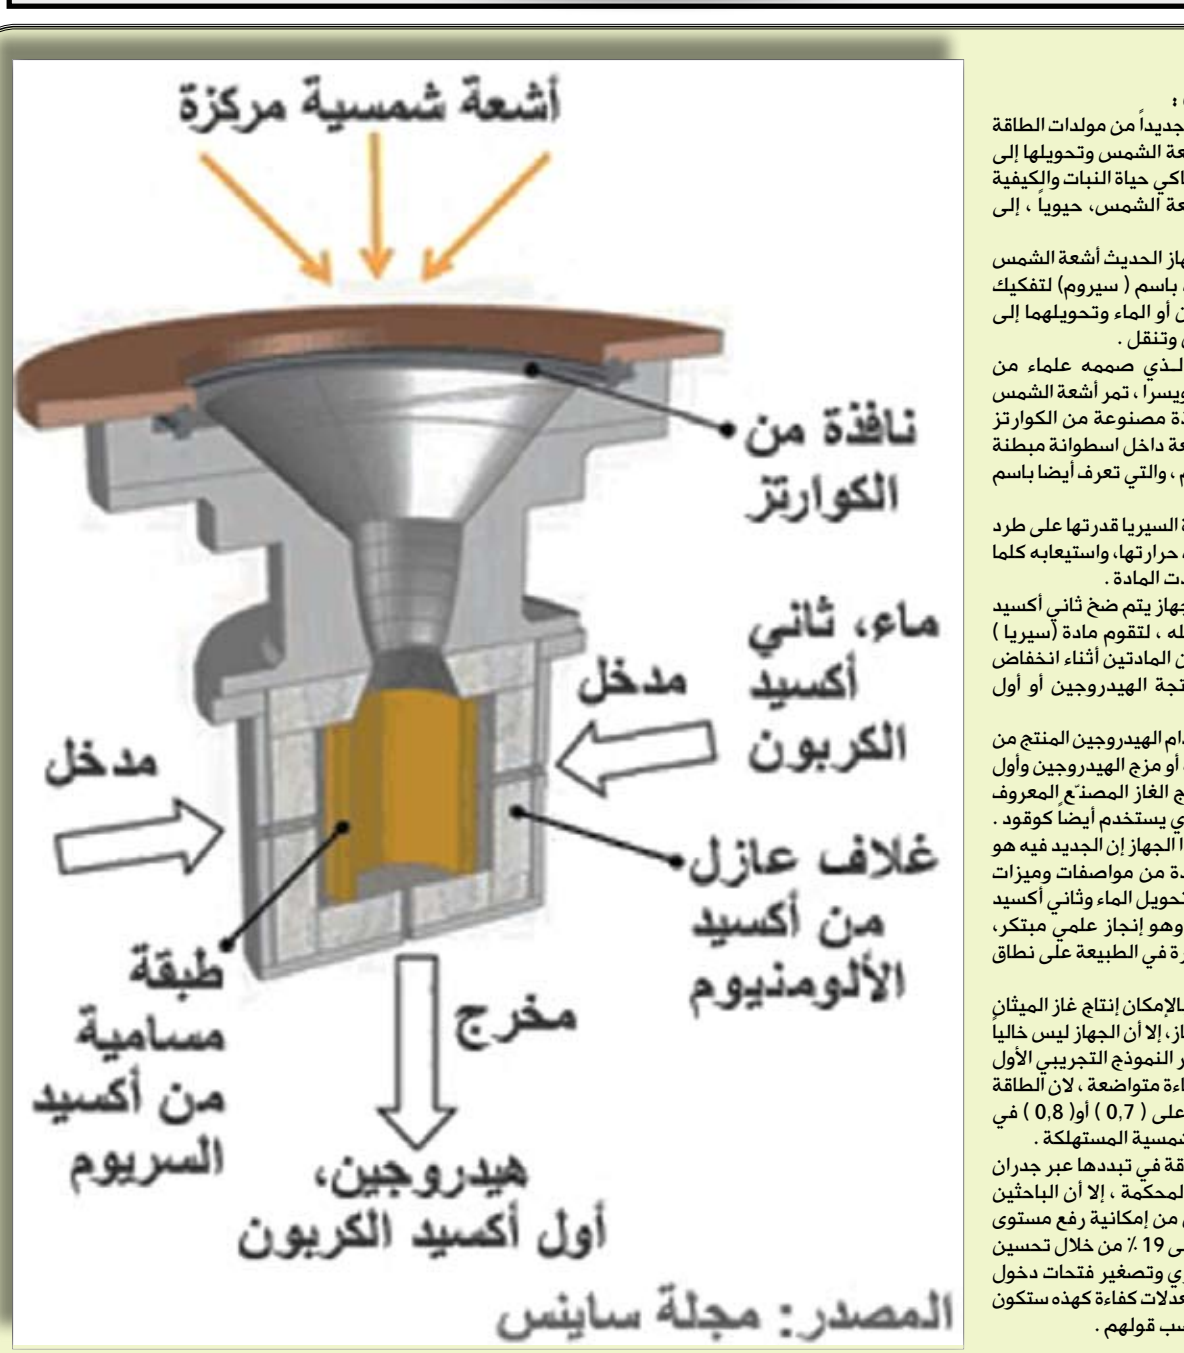 أشعة شمسية مركزة
نافذة من
الكوارتز
ماء، ثاني
أكسيد
الكربون
مدخل
مدخل
غلاف عازل
من أكسيد
الألومنيوم
طبقة
مسامية
من أكسيد
السريوم
مخرج
هيدروجين،
أول أكسيد الكربون
المصدر: مجلة ساينس
:
جديداً من مولدات الطاقة
عة الشمس وتحويلها إلى
اكي حياة النبات والكيفية
عة الشمس، حيوياً ، إلى
هاز الحديث أشعة الشمس
باسم ( سيروم) لتفكيك
ن أو الماء وتحويلهما إلى
وتنقل .
لـذي صممه علماء من
ويسرا ، تمر أشعة الشمس
ذة مصنوعة من الكوارتز
عة داخل اسطوانة مبطنة
م ، والتي تعرف أيضا باسم
ة السيريا قدرتها على طرد
حرارتها، واستيعابه كلما
دت المادة .
جهاز يتم ضخ ثاني أكسيد
له ، لتقوم مادة (سيريا )
ن المادتين أثناء انخفاض
تجة الهيدروجين أو أول
دام الهيدروجين المنتج من
أو مزج الهيدروجين وأول
ج الغاز المصنّع المعروف
ي يستخدم أيضاً كوقود .
ا الجهاز إن الجديد فيه هو
دة من مواصفات وميزات
تحويل الماء وثاني أكسيد
وهو إنجاز علمي مبتكر،
رة في الطبيعة على نطاق
الإمكان إنتاج غاز الميثان
از، إلا أن الجهاز ليس خالياً
ر النموذج التجريبي الأول
اءة متواضعة ، لان الطاقة
على ( 0,7 ) أو( 0,8 ) في
شمسية المستهلكة .
قة في تبددها عبر جدران
المحكمة ، إلا أن الباحثين
من إمكانية رفع مستوى
ى 19 ٪ من خلال تحسين
ري وتصغير فتحات دخول
عدلات كفاءة كهذه ستكون
سب قولهم .